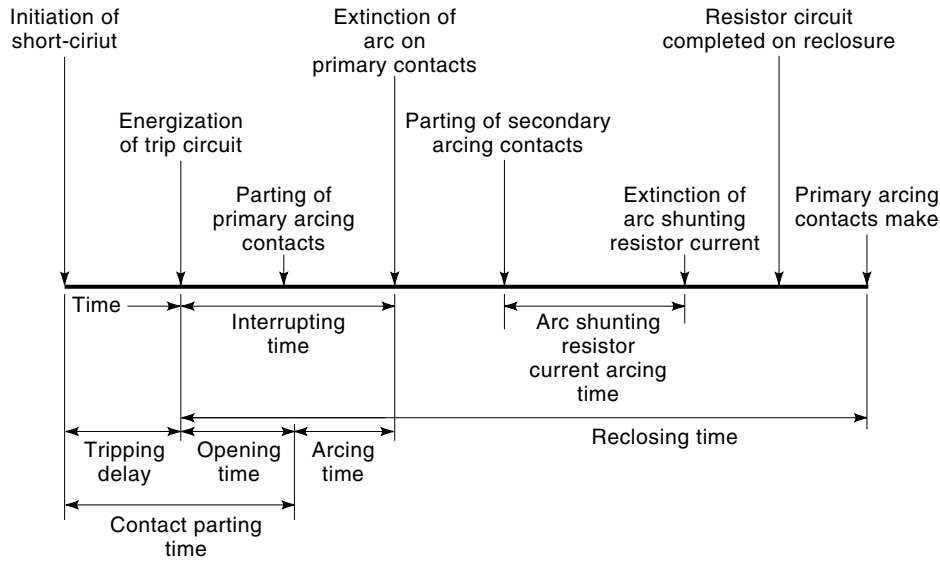 Initiation of
short-ciriut
Extinction of
arc on
primary contacts
Resistor circuit
completed on reclosure
Energization
of trip circuit
Parting of secondary
arcing contacts
Parting of
primary arcing
contacts
Extinction of
arc shunting
resistor current
Primary arcing
contacts make
Time
Interrupting
time
Arc shunting
resistor
current arcing
time
Reclosing time
Tripping
delay
Opening
time
Arcing
time
Contact parting
time